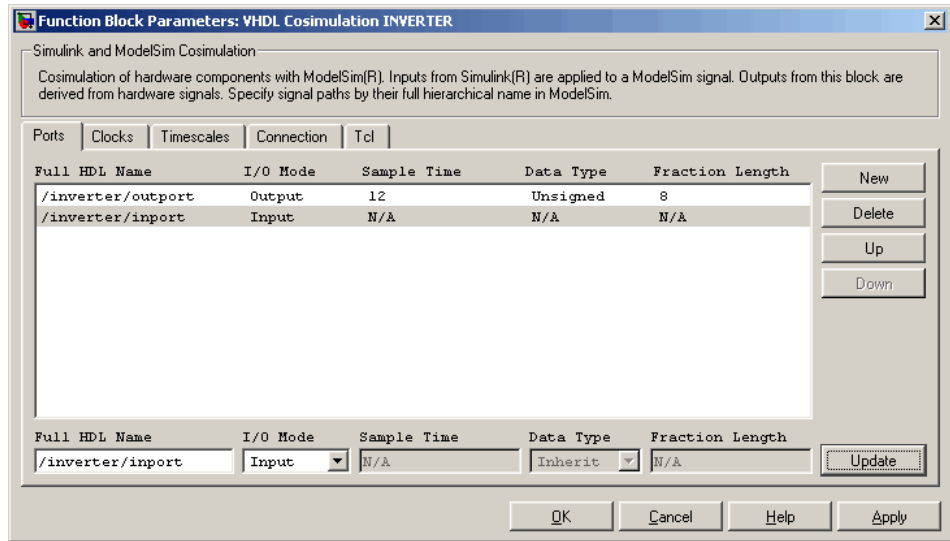 Function Block Parameters: VHDL Cosimulation INVERTER
Simulink and ModelSim Cosimulation
Cosimulation of hardware components with ModelSim(R). Inputs from Simulink(R) are applied to a ModelSim signal. Outputs from this block are
derived from hardware signals. Specify signal paths by their full hierarchical name in ModelSim.
Ports Clocks Timescales Connection Tcl
Full HDL Name I/O Mode Sample Time Data Type Fraction Length New
/inverter/outport Output 12 Unsigned 8
/inverter/inport Input N/A N/A N/A Delete
Up
Down
Full HDL Name I/O Mode Sample Time Data Type Fraction Length
/inverter/inport Input N/A Inherit N/A Update
OK Cancel Help Apply